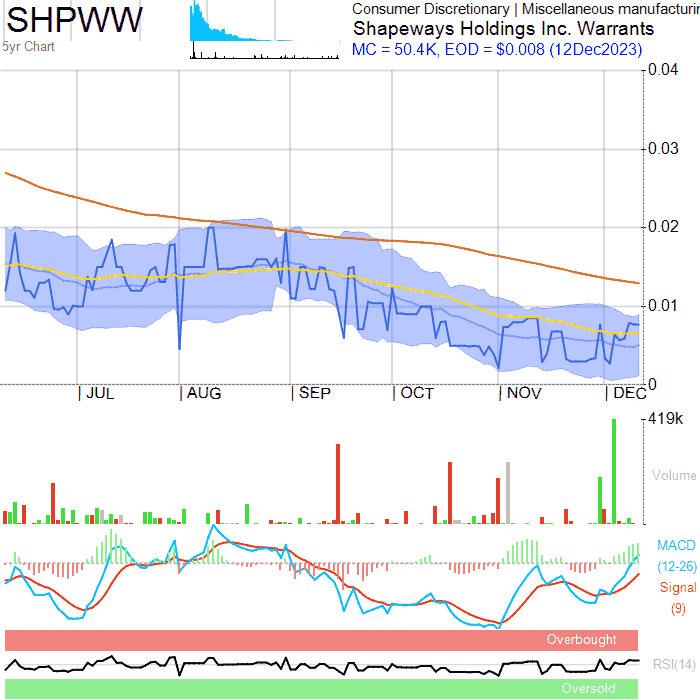 SHPWW
5yr Chart
Consumer Discretionary | Miscellaneous manufacturin
Shapeways Holdings Inc. Warrants
MC = 50.4K, EOD = $0.008 (12Dec2023)
0.04
0.03
0.02
0.01
0
| JUL | AUG | SEP | OCT | NOV | DEC
419k
Volume
MACD
(12-26)
Signal
(9)
Overbought
RSI(14)
Oversold